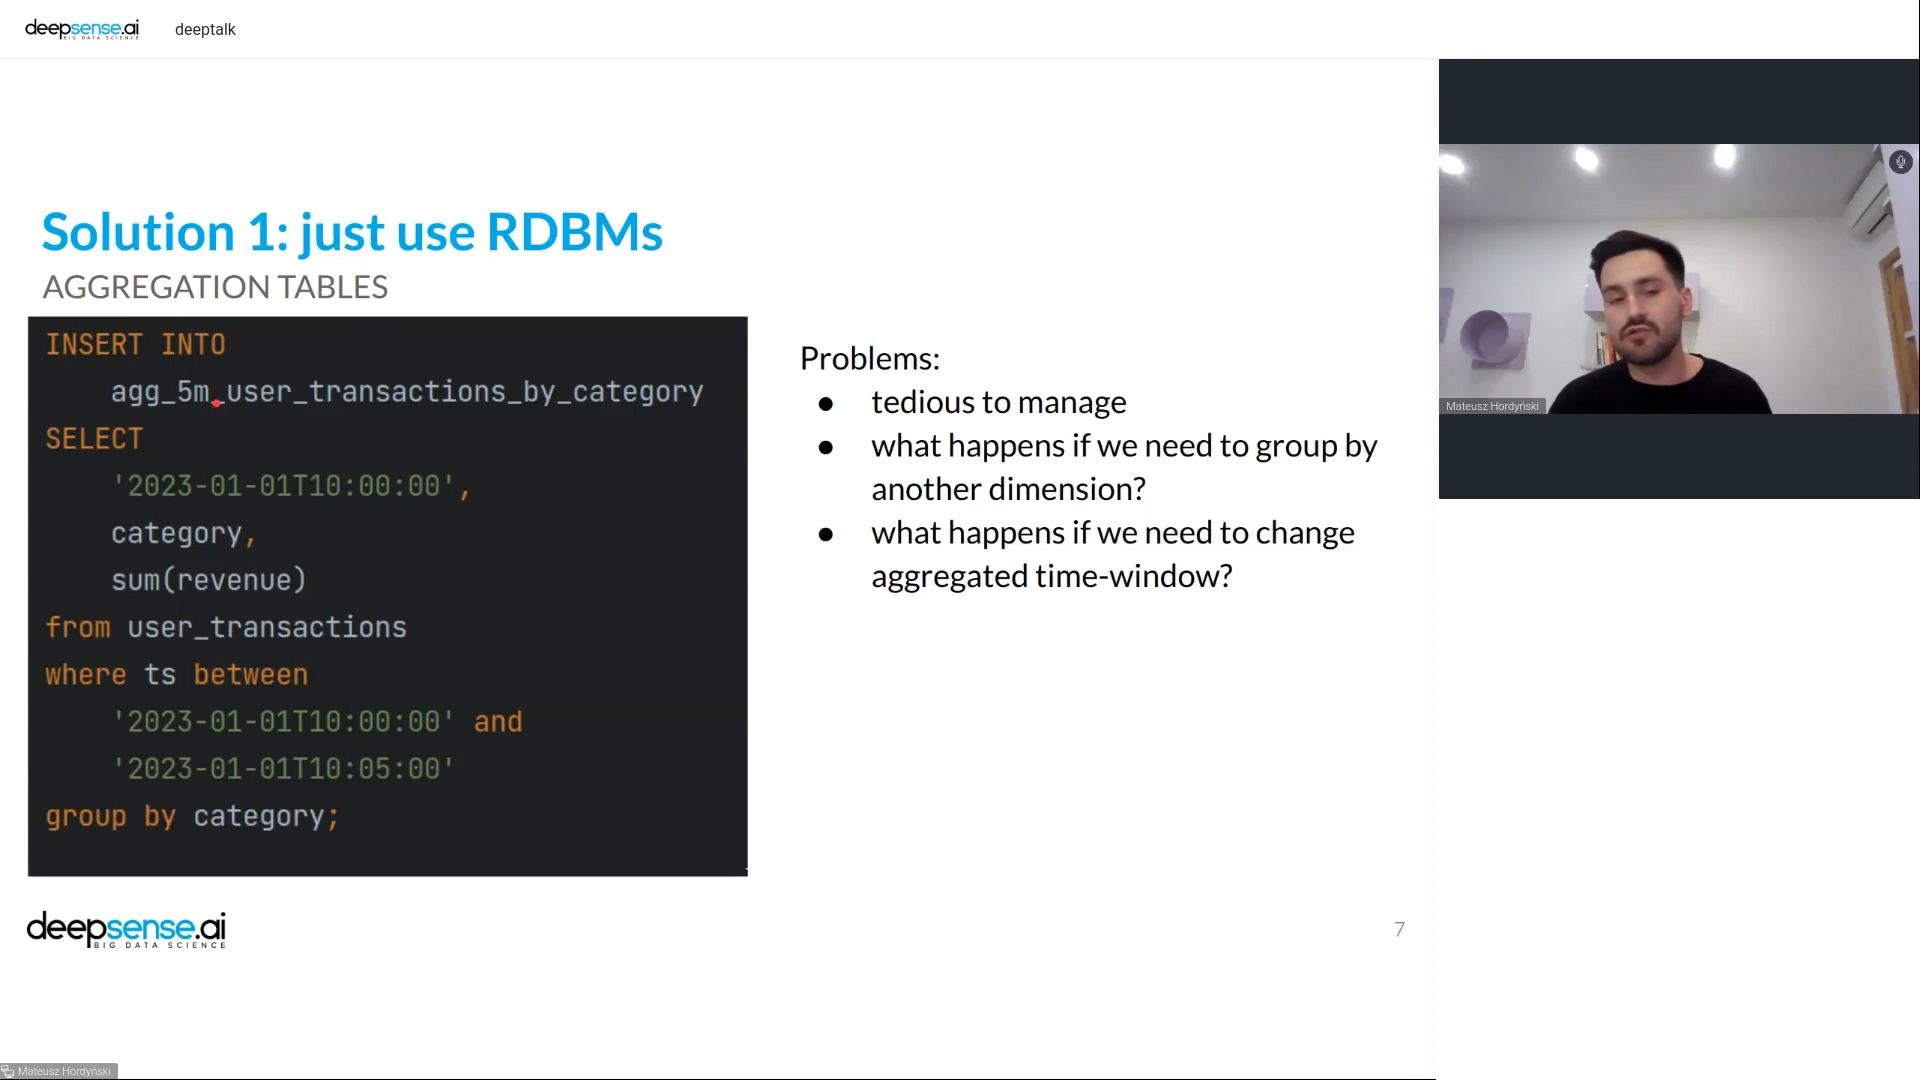 deepsense.ai
BIG DATA SCIENCE
deeptalk
Solution 1: just use RDBMs
AGGREGATION TABLES
INSERT INTO
agg_5m_user_transactions_by_category
SELECT
'2023-01-01T10:00:00',
category,
sum(revenue)
from user_transactions
where ts between
'2023-01-01T10:00:00' and
'2023-01-01T10:05:00'
group by category;
Problems:
● tedious to manage
● what happens if we need to group by
another dimension?
● what happens if we need to change
aggregated time-window?
Mateusz Hordyński
deepsense.ai
BIG DATA SCIENCE
7
Mateusz Hordyński